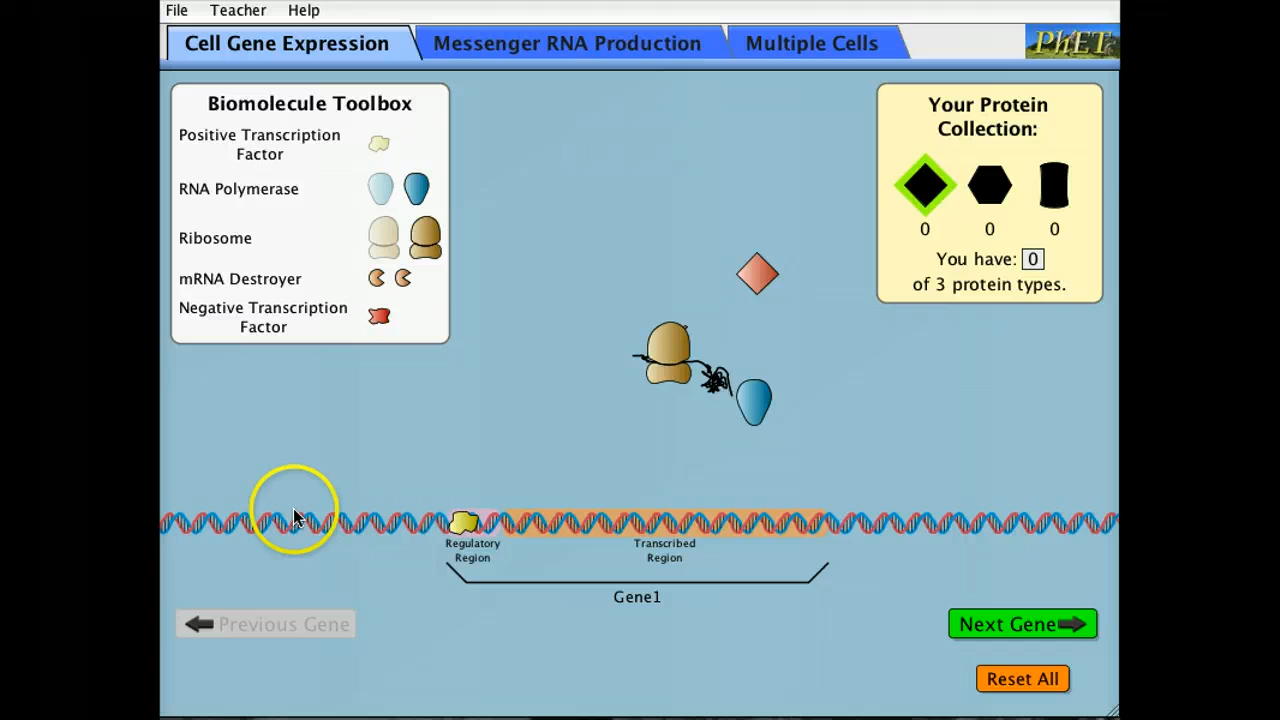 File Teacher Help
Cell Gene Expression
Messenger RNA Production
Multiple Cells
PhET
Biomolecule Toolbox
Positive Transcription
Factor
RNA Polymerase
Ribosome
mRNA Destroyer
Negative Transcription
Factor
Your Protein
Collection:
0 0 0
You have: 0
of 3 protein types.
Regulatory
Region
Transcribed
Region
Gene1
Previous Gene
Next Gene
Reset All